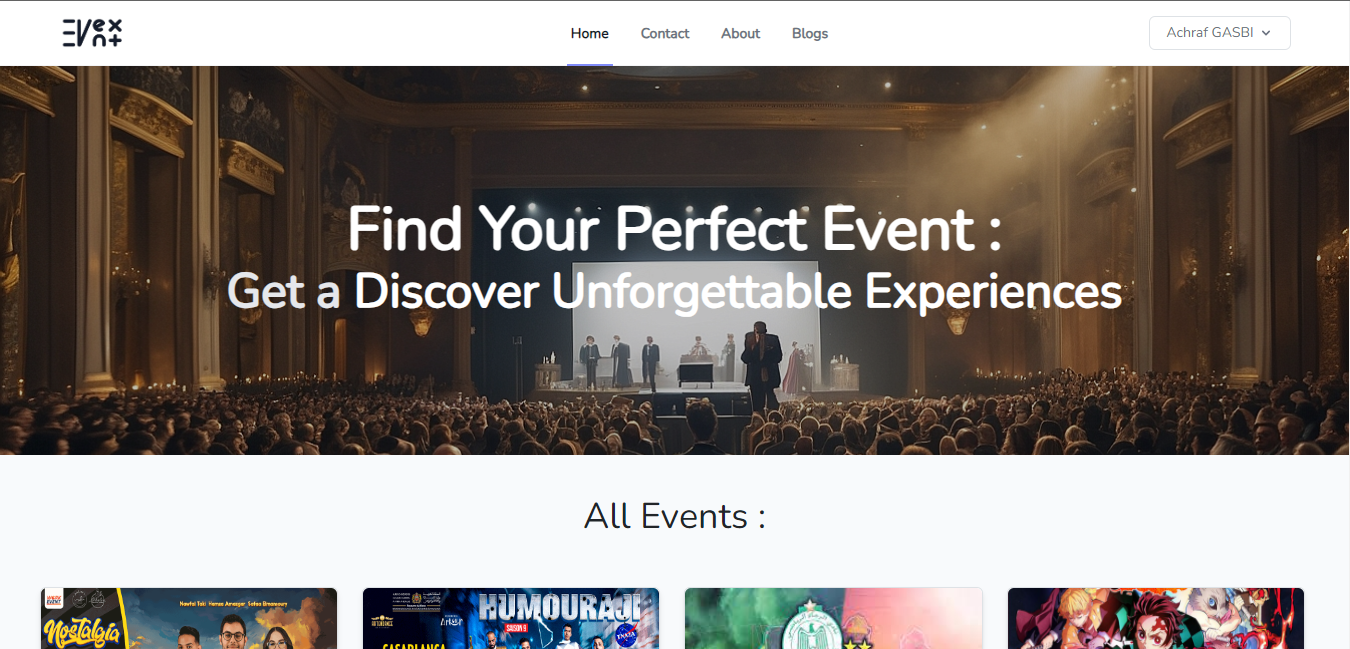 Home
Contact
About
Blogs
Achraf GASBI
Find Your Perfect Event :
Get a Discover Unforgettable Experiences
All Events :
Nostalgia
HUMOURAJI
SAISON 9
CASABLANCA